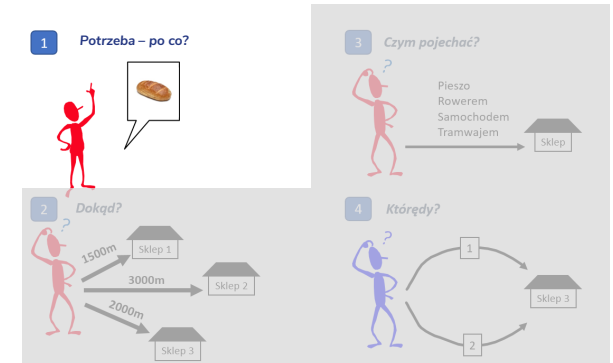 1
Potrzeba – po co?
2
Dokąd?
?
1500m
3000m
2000m
Sklep 1
Sklep 2
Sklep 3
3
Czym pojechać?
?
Pieszo
Rowerem
Samochodem
Tramwajem
Sklep
4
Którędy?
?
1
2
Sklep 3